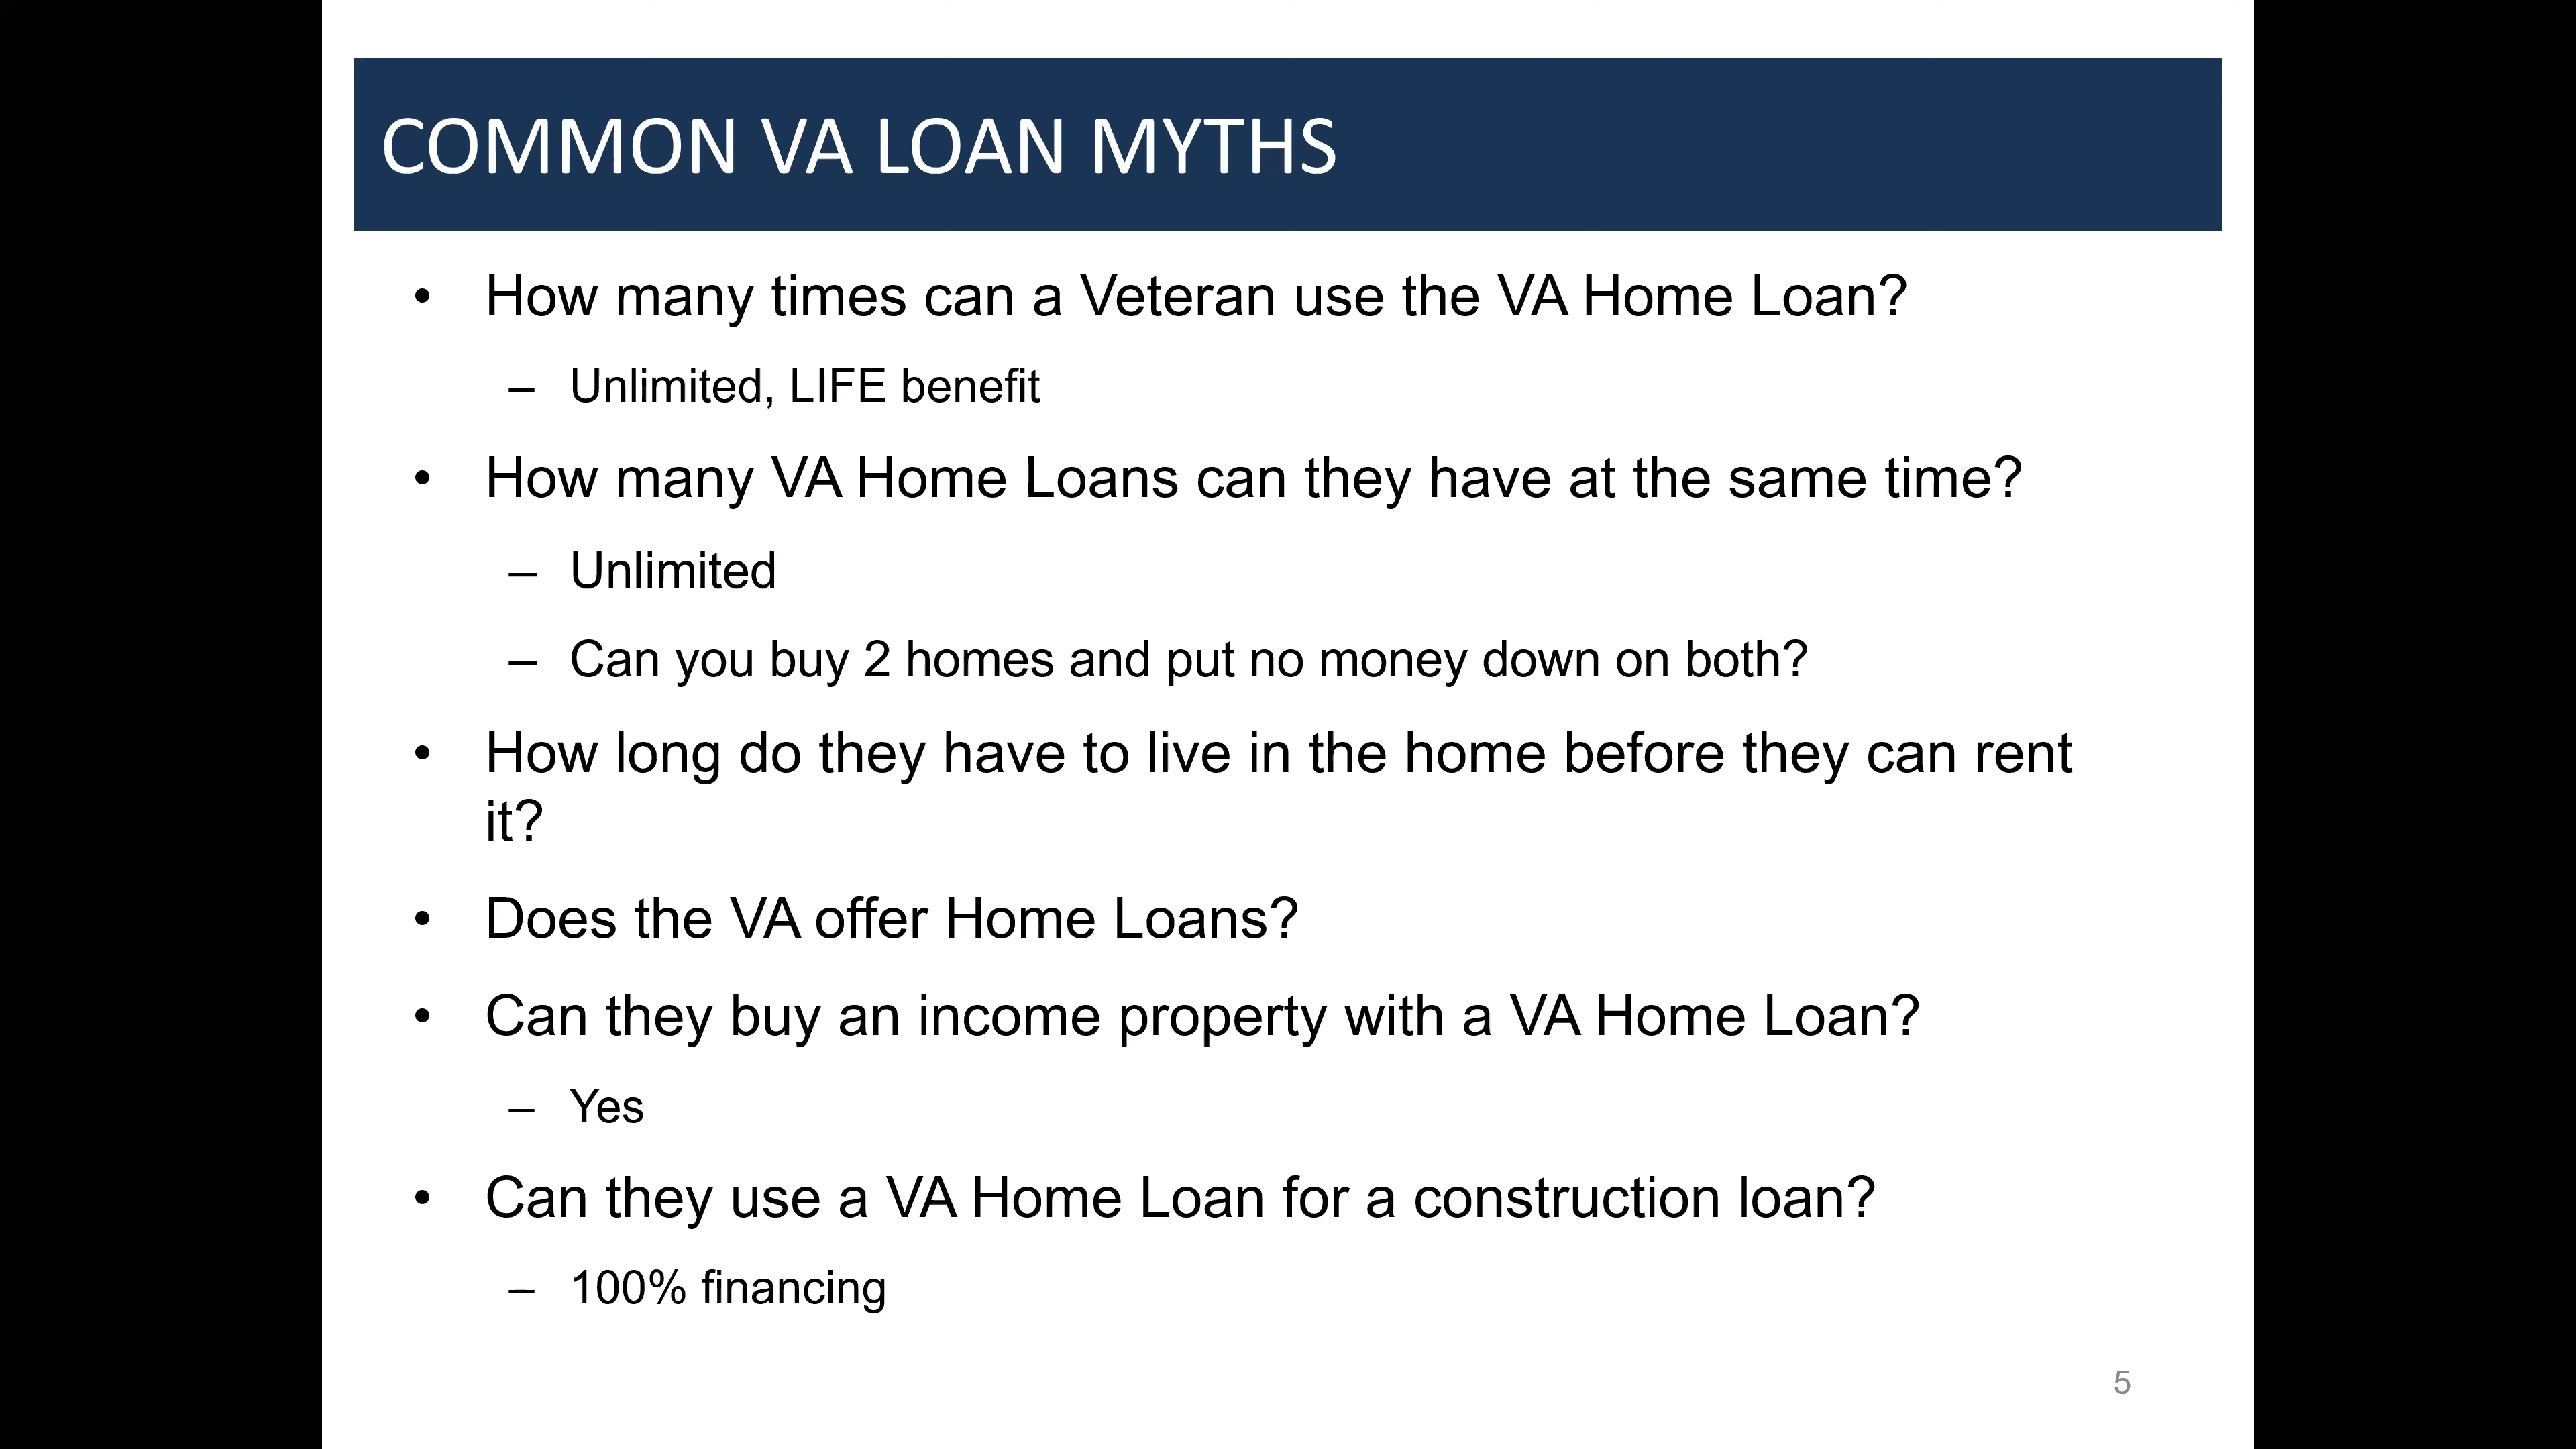 COMMON VA LOAN MYTHS
• How many times can a Veteran use the VA Home Loan?
– Unlimited, LIFE benefit
• How many VA Home Loans can they have at the same time?
– Unlimited
– Can you buy 2 homes and put no money down on both?
• How long do they have to live in the home before they can rent
it?
• Does the VA offer Home Loans?
• Can they buy an income property with a VA Home Loan?
– Yes
• Can they use a VA Home Loan for a construction loan?
– 100% financing
5